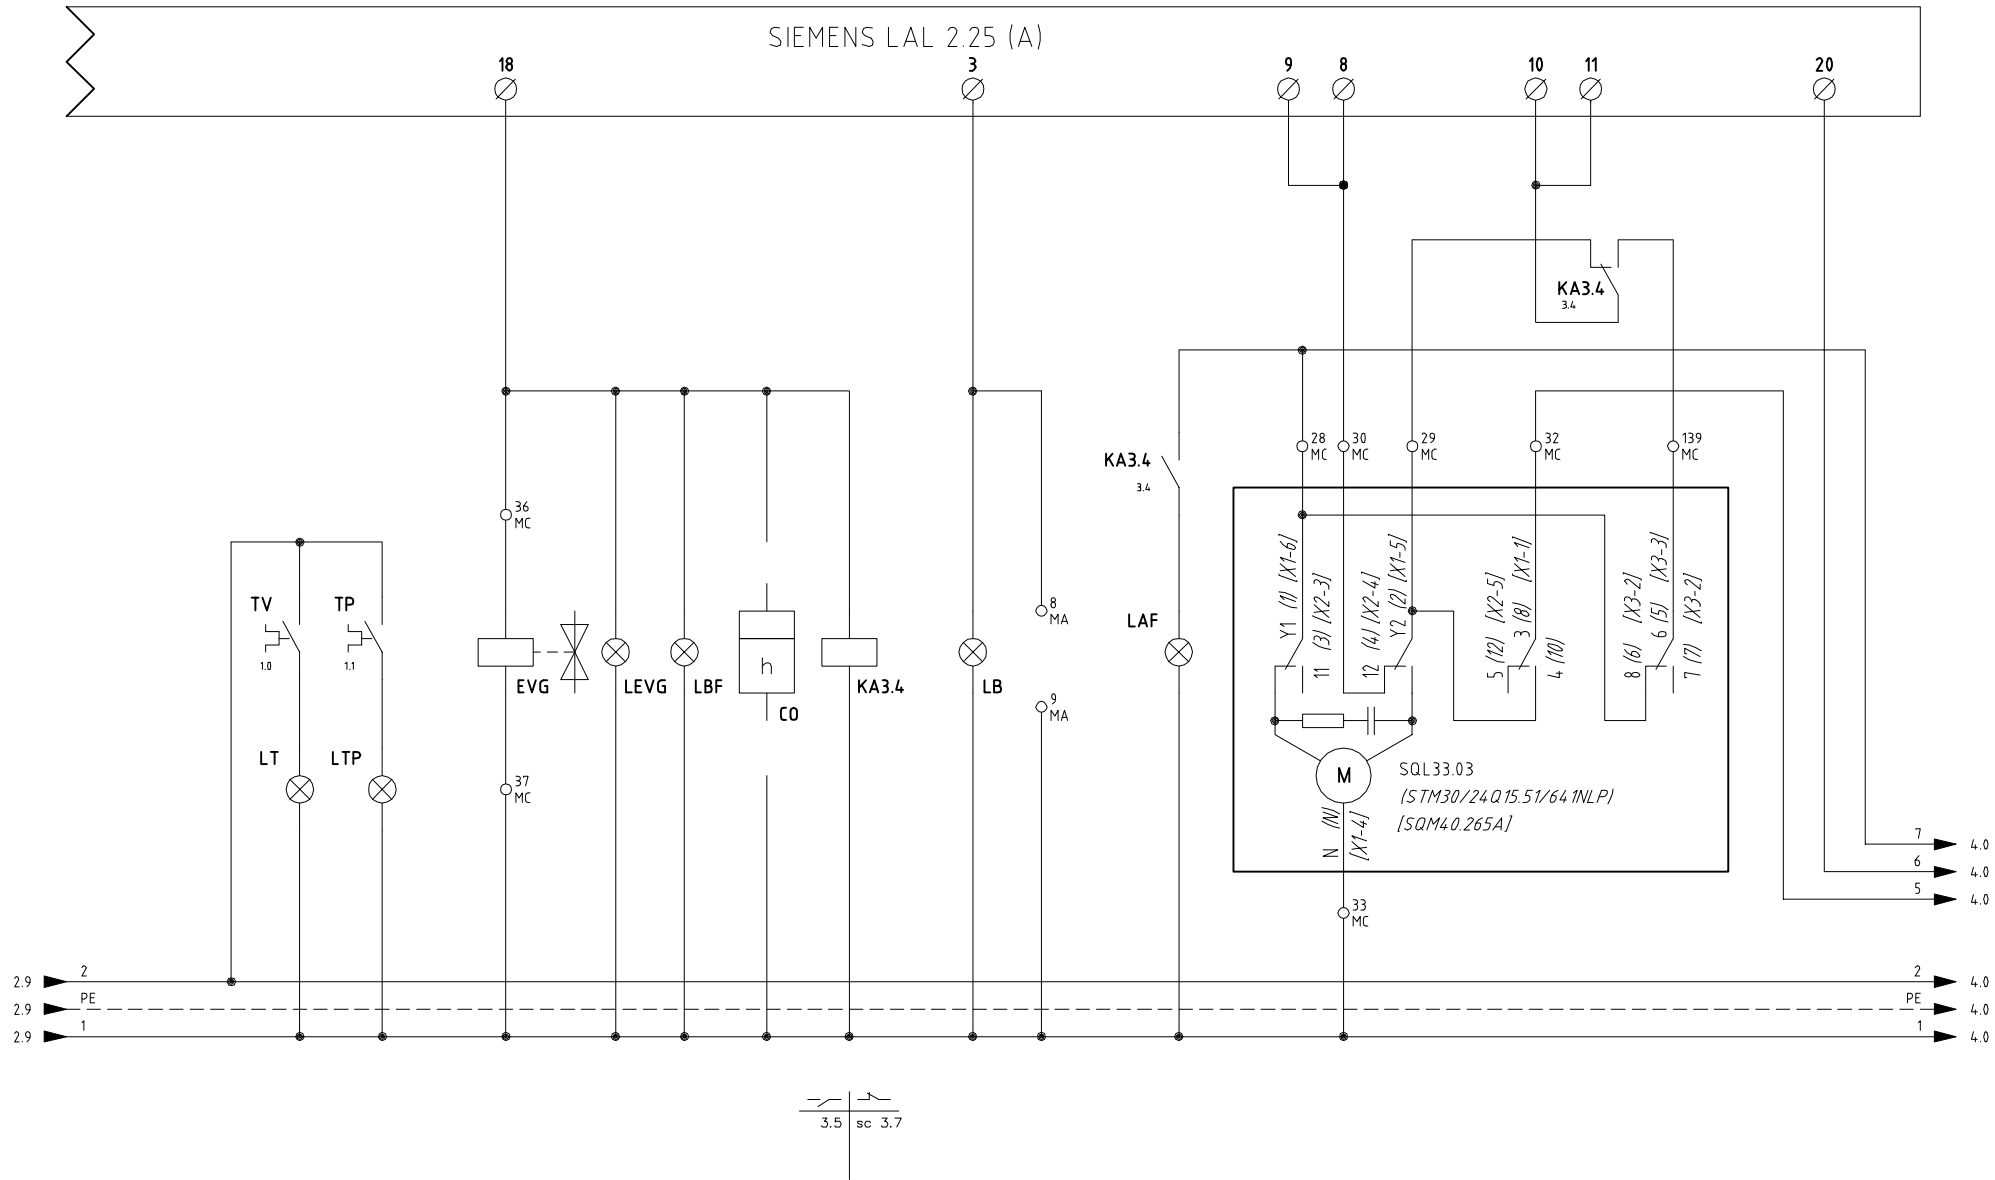 SIEMENS LAL 2.25 (A)
18
3
9
8
10
11
20
KA3.4
3.4
28
MC
30
MC
29
MC
32
MC
139
MC
KA3.4
3.4
36
MC
Y1 (1) [X1-6]
11 (3) [X2-3]
12 (4) [X2-4]
Y2 (2) [X1-5]
5 (12) [X2-5]
3 (8) [X1-1]
4 (10)
8 (6) [X3-2]
6 (5) [X3-3]
7 (7) [X3-2]
TV
1.0
TP
1.1
8
MA
LAF
h
EVG
LEVG
LBF
CO
KA3.4
LB
9
MA
LT
LTP
37
MC
M
SQL33.03
(STM30/24Q15.51/641NLP)
[SQM40.265A]
N (N)
[X1-4]
7
4.0
6
4.0
5
4.0
33
MC
2.9
2
2
4.0
2.9
PE
PE
4.0
2.9
1
1
4.0
3.5
sc 3.7